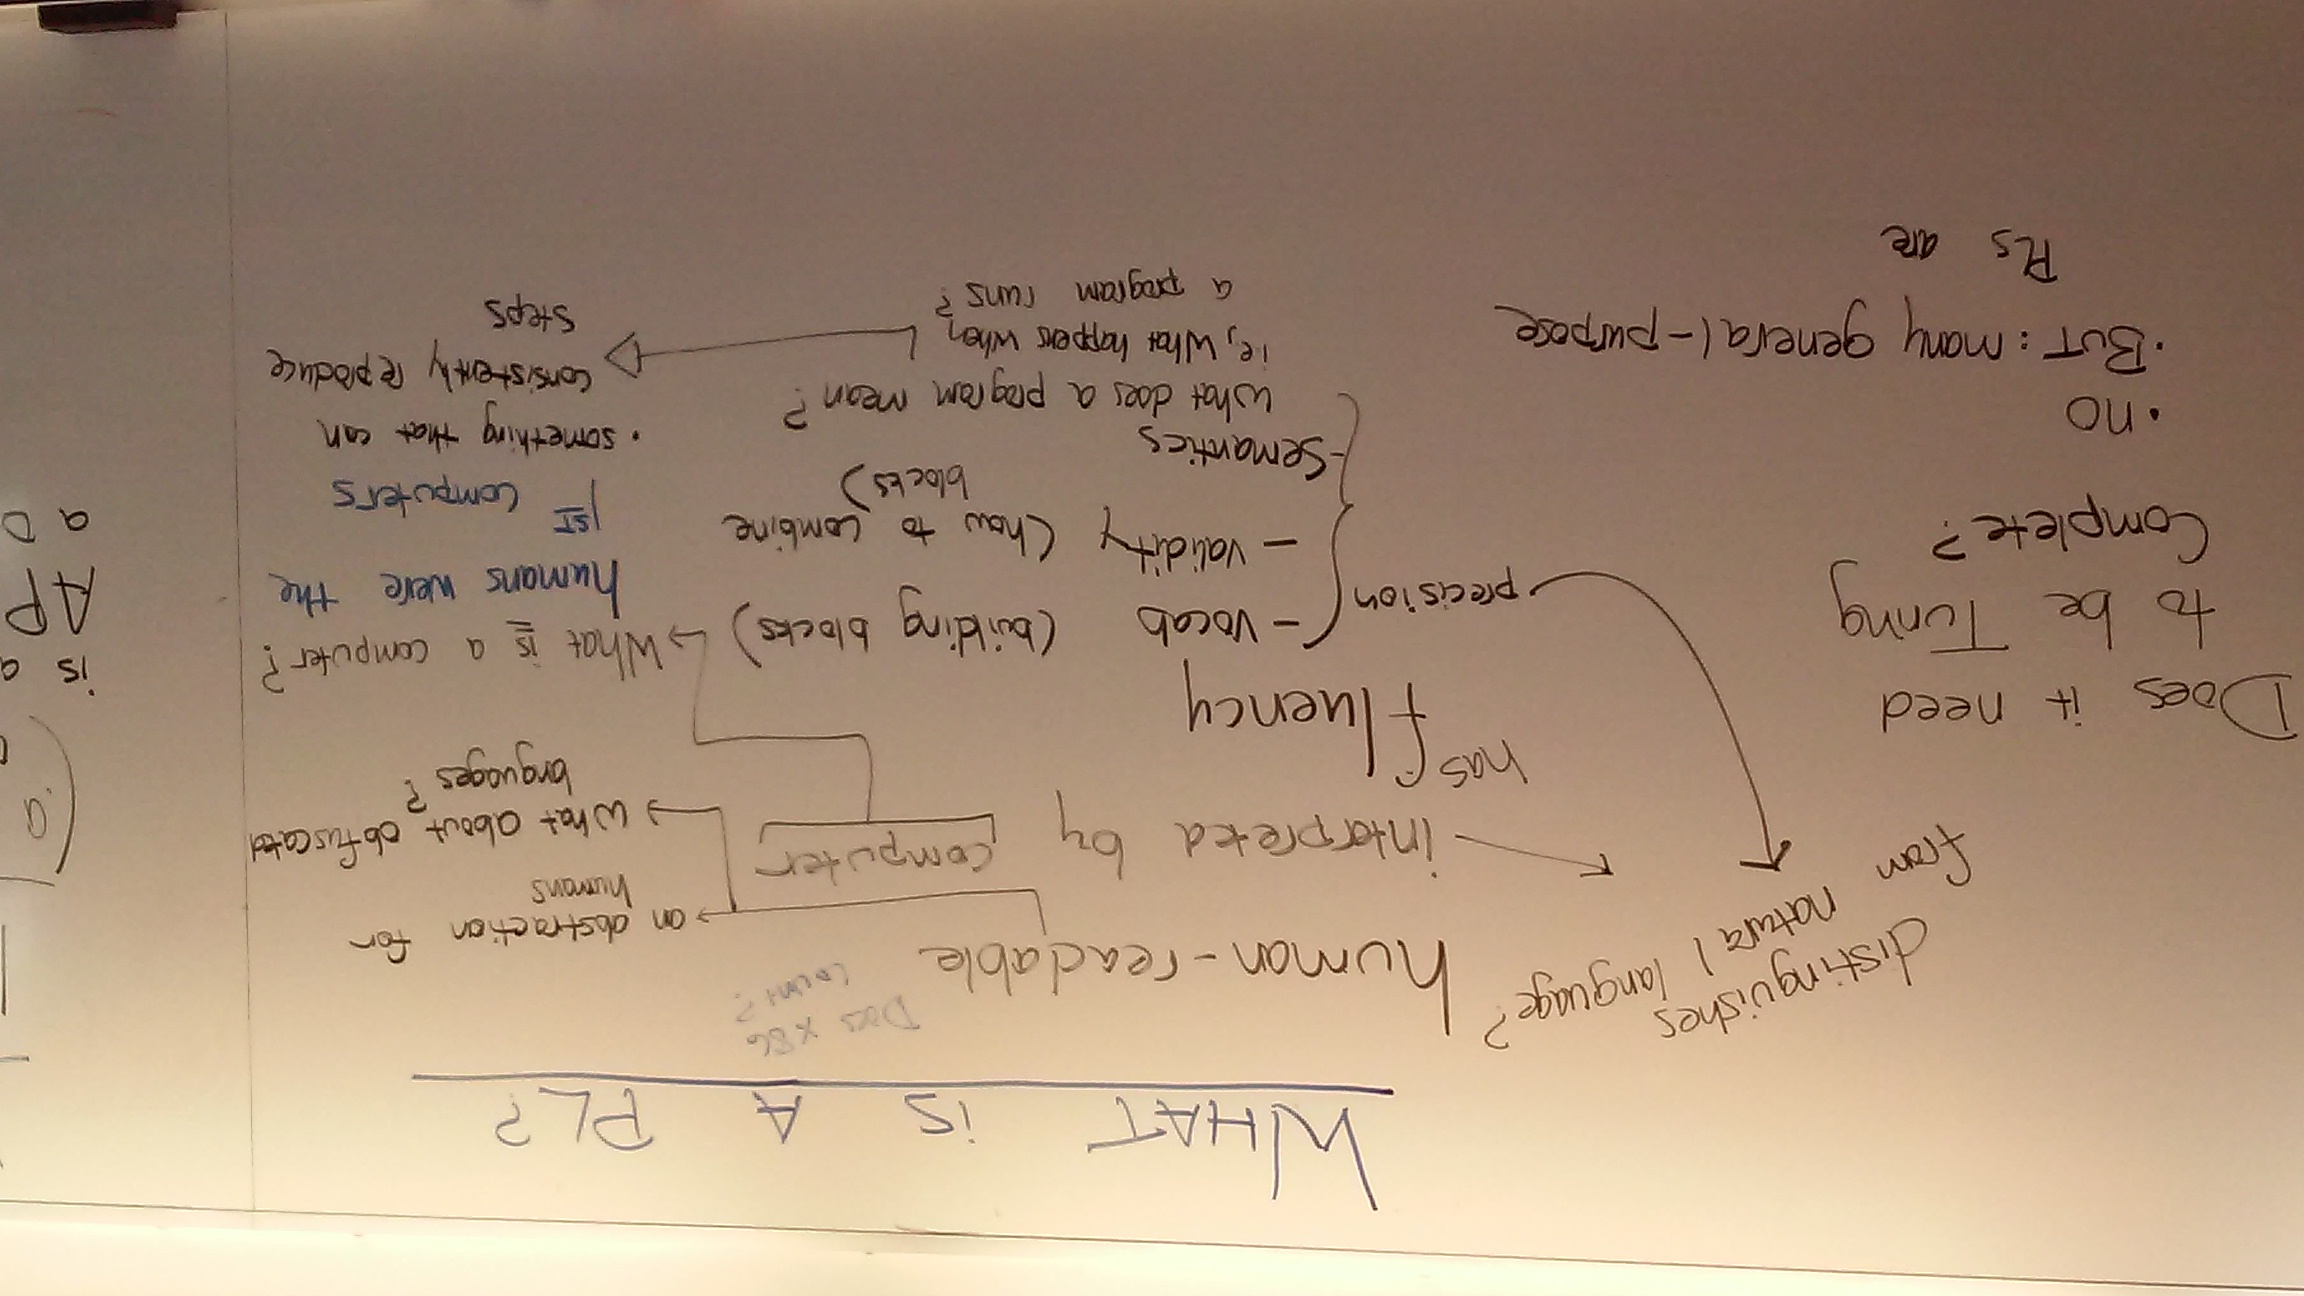 WHAT is A PL?
distinguishes
from natural language?
human-readable
Does x86
count?
an abstraction for
humans
interpreted by computer
What about obfuscated
languages?
has
fluency
Does it need
to be Turing
Complete?
• no
• BUT: many general-purpose
PLs are
precision
- vocab (building blocks)
- validity (how to combine
blocks)
- Semantics
What does a program mean?
ie, What happens when
a program runs?
What is a computer?
humans were the
1ST computers
• something that can
consistently reproduce
steps
(a
is a
AP
a D